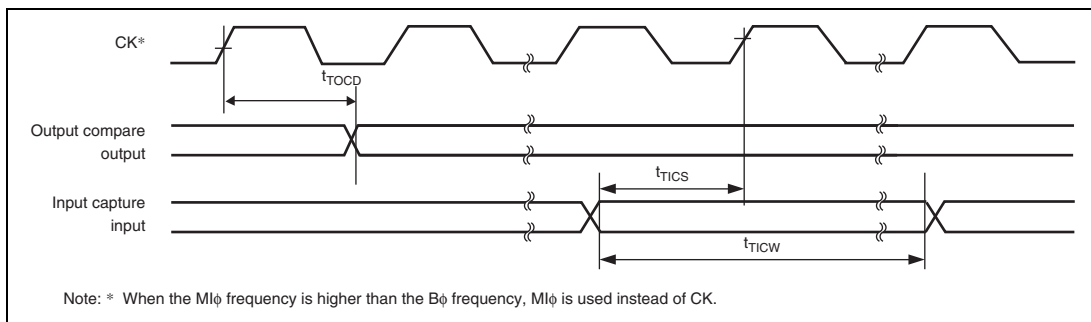 CK*
tTOCD
Output compare
output
tTICS
Input capture
input
tTICW
Note: * When the MIϕ frequency is higher than the Bϕ frequency, MIϕ is used instead of CK.